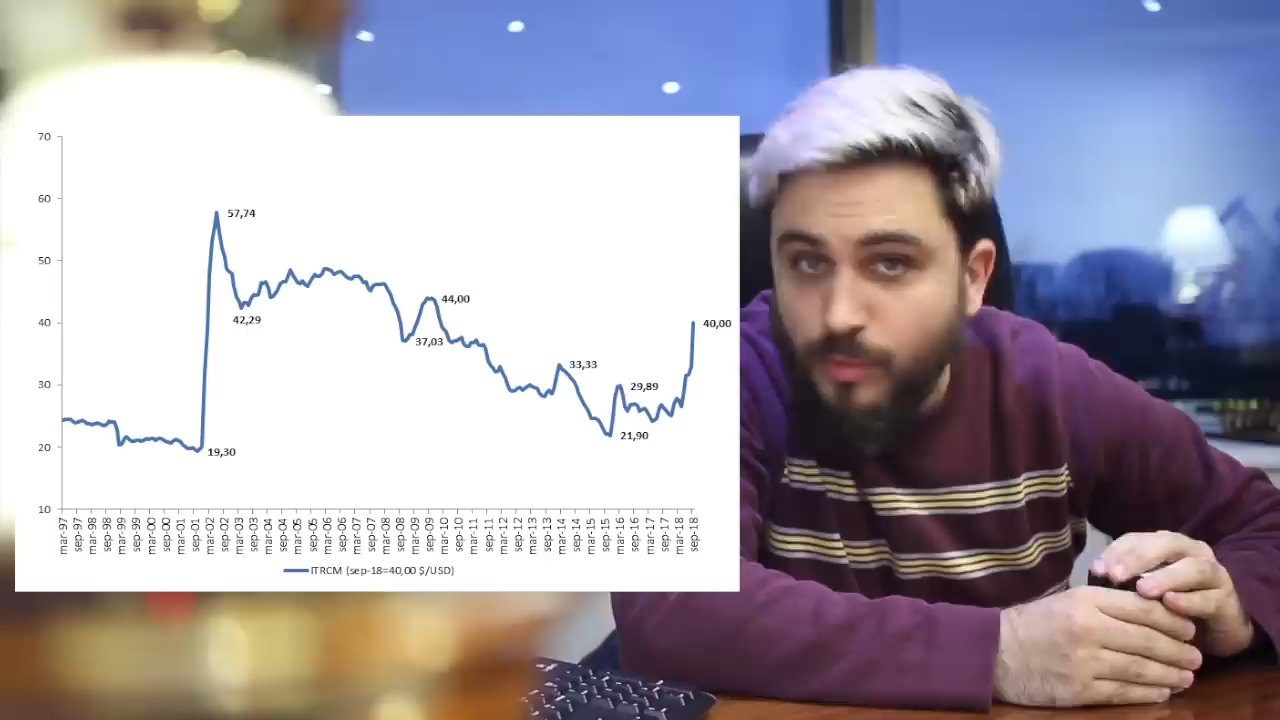 70
60
50
40
30
20
10
57,74
42,29
44,00
37,03
40,00
33,33
29,89
21,90
19,30
mar-97
sep-97
mar-98
sep-98
mar-99
sep-99
mar-00
sep-00
mar-01
sep-01
mar-02
sep-02
mar-03
sep-03
mar-04
sep-04
mar-05
sep-05
mar-06
sep-06
mar-07
sep-07
mar-08
sep-08
mar-09
sep-09
mar-10
sep-10
mar-11
sep-11
mar-12
sep-12
mar-13
sep-13
mar-14
sep-14
mar-15
sep-15
mar-16
sep-16
mar-17
sep-17
mar-18
sep-18
ITRCM (sep-18=40,00 $/USD)